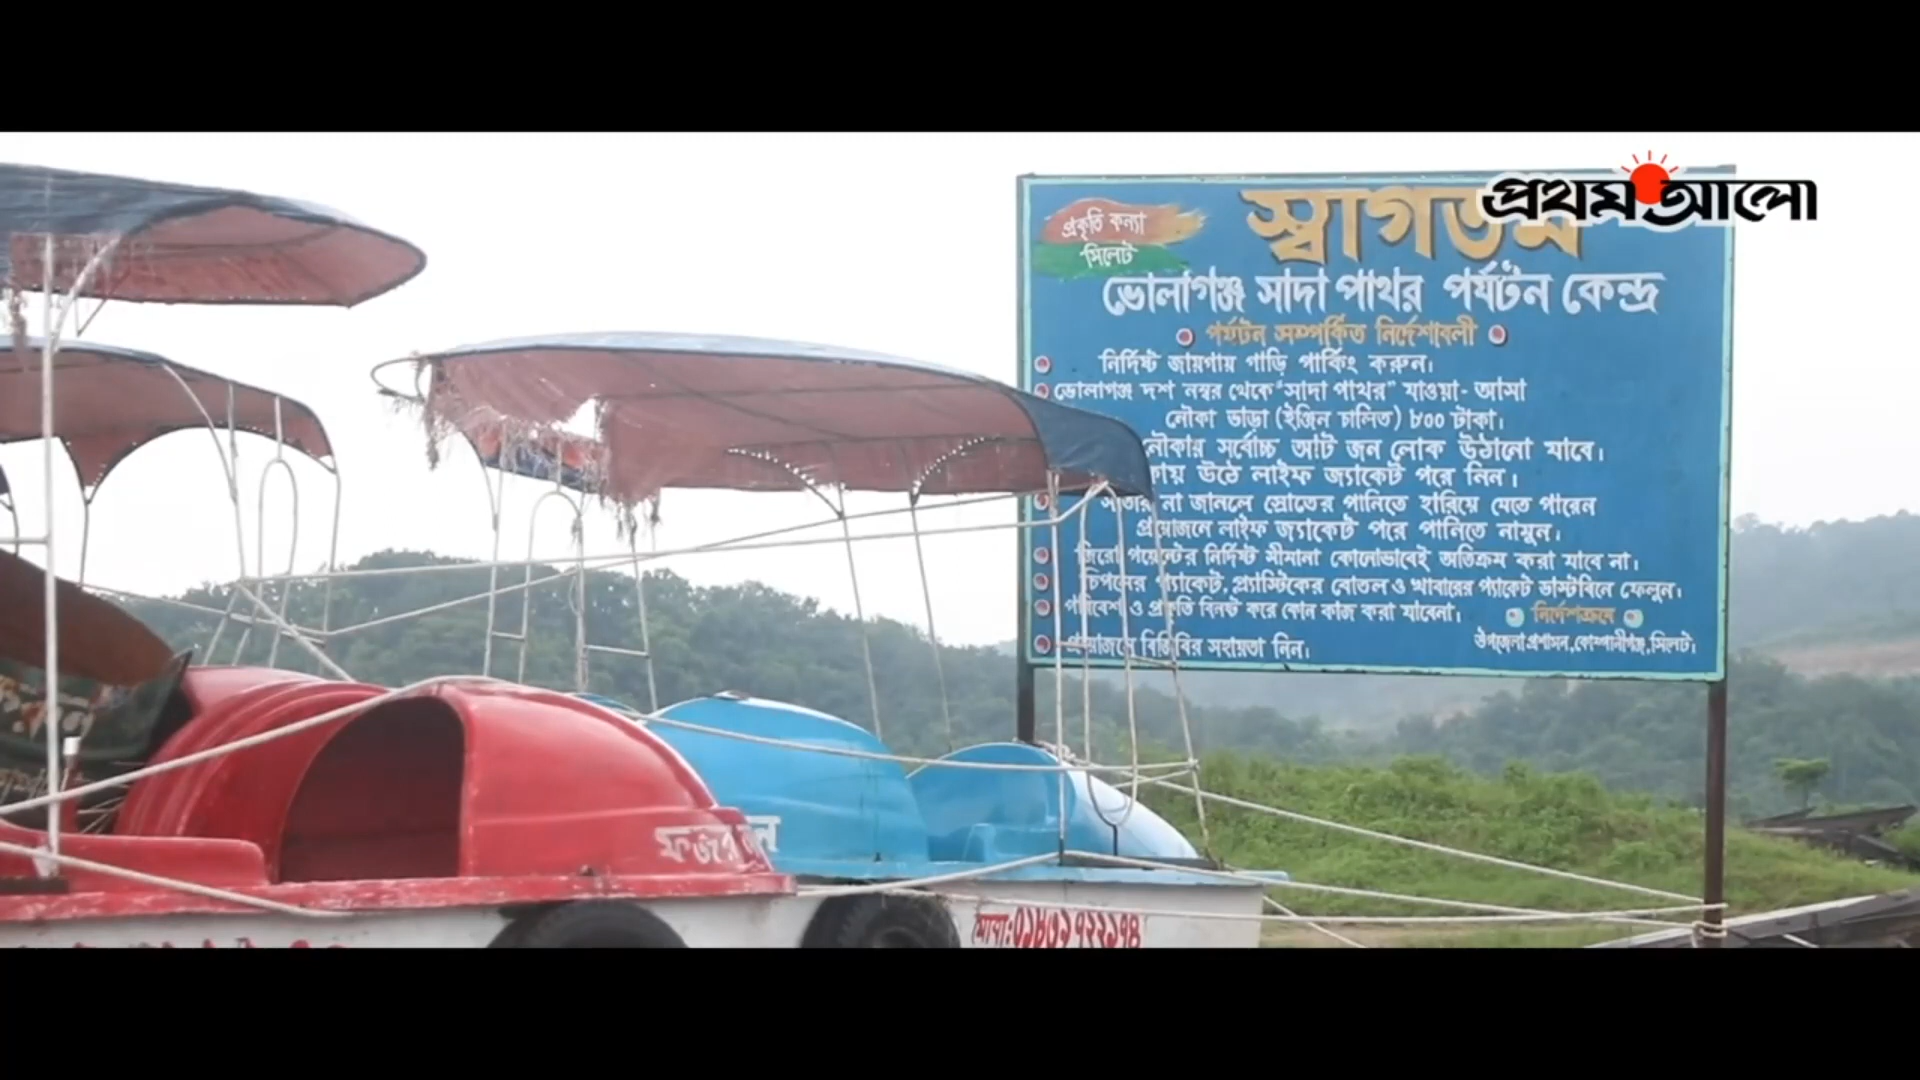 প্রথম আলো
প্রকৃতি কন্যা
সিলেট
স্বাগতম
ভোলাগঞ্জ সাদা পাথর পর্যটন কেন্দ্র
পর্যটন সম্পর্কিত নির্দেশাবলী
নির্দিষ্ট জায়গায় গাড়ি পার্কিং করুন।
ভোলাগঞ্জ দশ নম্বর থেকে "সাদা পাথর" যাওয়া- আসা
নৌকা ভাড়া (ইঞ্জিন চালিত) ৮০০ টাকা।
নৌকায় সর্বোচ্চ আট জন লোক উঠানো যাবে।
উঠে লাইফ জ্যাকেট পরে নিন।
সাঁতার না জানলে স্রোতের পানিতে হারিয়ে যেতে পারেন
প্রয়োজনে লাইফ জ্যাকেট পরে পানিতে নামুন।
জিরো পয়েন্টের নির্দিষ্ট সীমানা কোনোভাবেই অতিক্রম করা যাবে না।
চিপসের প্যাকেট, প্ল্যাস্টিকের বোতল ও খাবারের প্যাকেট ডাস্টবিনে ফেলুন।
পরিবেশ ও প্রকৃতি বিনষ্ট করে কোন কাজ করা যাবেনা।
প্রয়োজনে বিজিবির সহায়তা নিন।
নির্দেশক্রমে
উপজেলা প্রশাসন, কোম্পানীগঞ্জ, সিলেট।